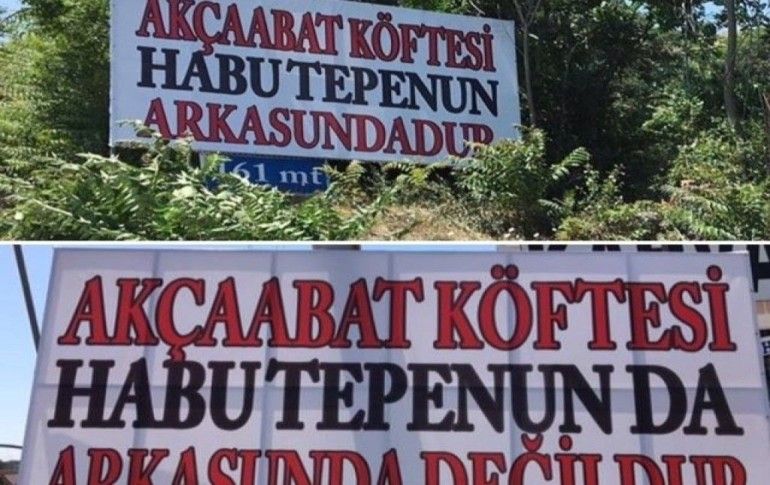 AKÇAABAT KÖFTESİ
HABU TEPENUN
ARKASUNDADUR
161 mt
AKÇAABAT KÖFTESİ
HABU TEPENUN DA
ARKASUNDA DEĞİLDUR